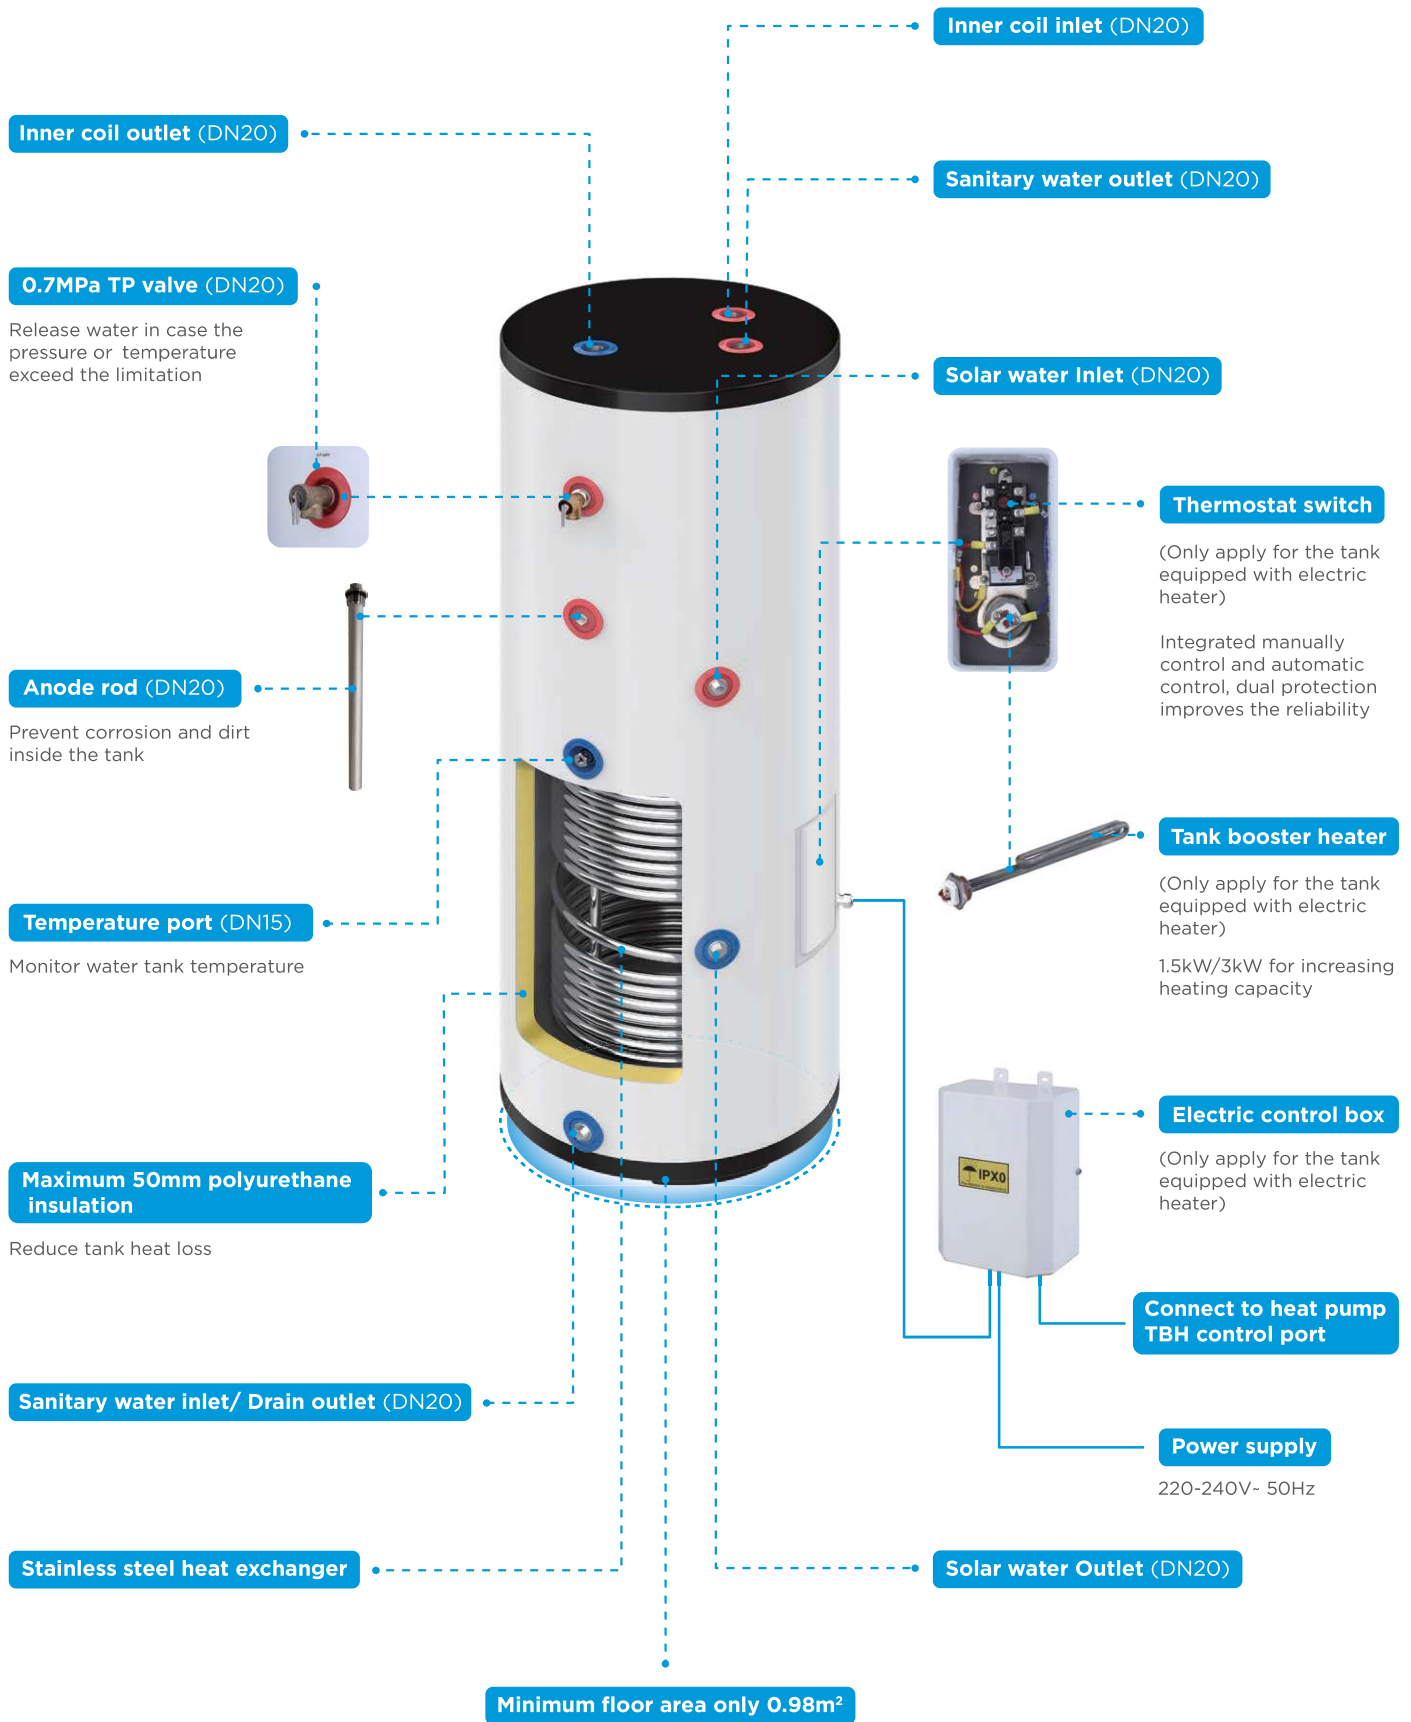 Inner coil inlet (DN20)
Inner coil outlet (DN20)
Sanitary water outlet (DN20)
0.7MPa TP valve (DN20)
Release water in case the
pressure or temperature
exceed the limitation
Solar water Inlet (DN20)
Thermostat switch
(Only apply for the tank
equipped with electric
heater)
Integrated manually
control and automatic
control, dual protection
improves the reliability
Anode rod (DN20)
Prevent corrosion and dirt
inside the tank
Tank booster heater
(Only apply for the tank
equipped with electric
heater)
1.5kW/3kW for increasing
heating capacity
Temperature port (DN15)
Monitor water tank temperature
Electric control box
(Only apply for the tank
equipped with electric
heater)
IPX0
Maximum 50mm polyurethane
insulation
Reduce tank heat loss
Connect to heat pump
TBH control port
Sanitary water inlet/ Drain outlet (DN20)
Power supply
220-240V~ 50Hz
Stainless steel heat exchanger
Solar water Outlet (DN20)
Minimum floor area only 0.98m²